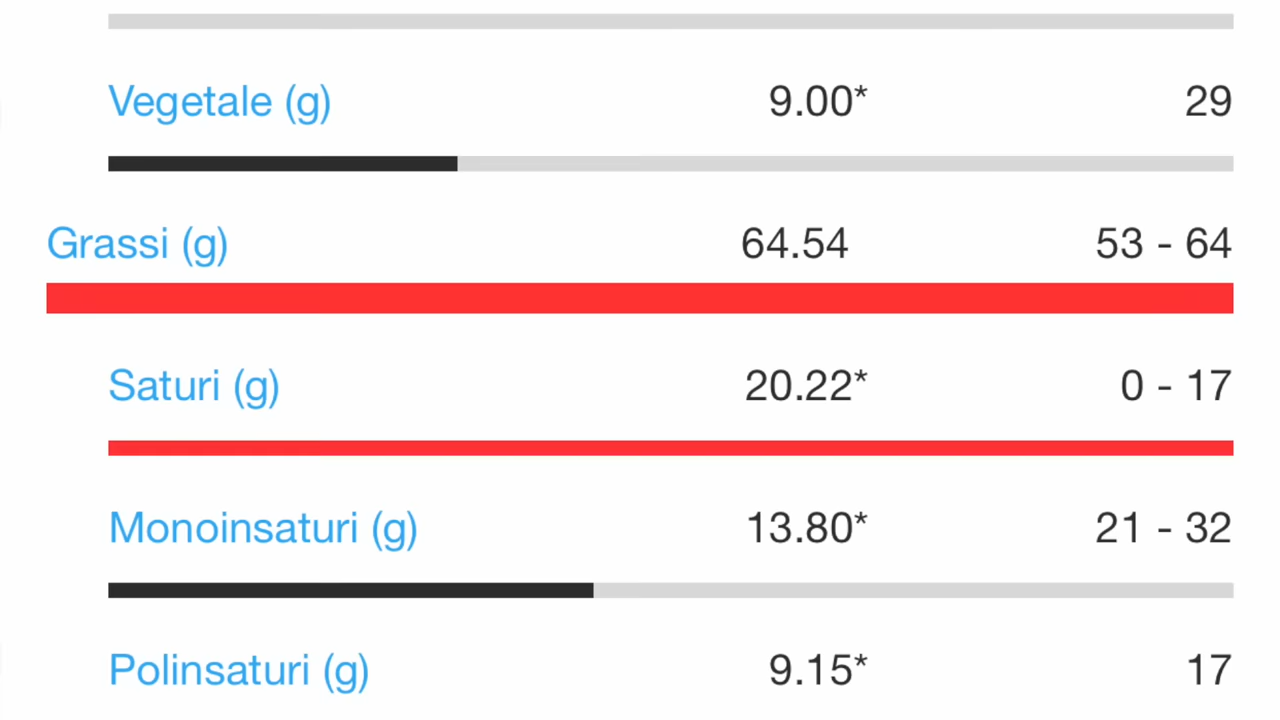 Vegetale (g) 9.00* 29
Grassi (g) 64.54 53 - 64
Saturi (g) 20.22* 0 - 17
Monoinsaturi (g) 13.80* 21 - 32
Polinsaturi (g) 9.15* 17